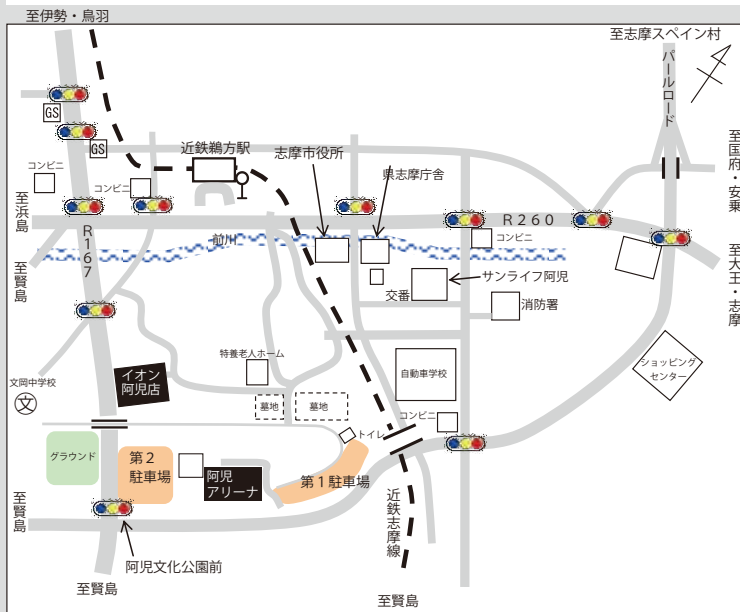 至伊勢・鳥羽
至志摩スペイン村
パールロード
GS
GS
近鉄鵜方駅
志摩市役所
県志摩庁舎
至国府・安乗
コンビニ
コンビニ
至浜島
R260
コンビニ
前川
R167
至賢島
サンライフ阿児
交番
消防署
至大王・志摩
特養老人ホーム
イオン
阿児店
自動車学校
ショッピング
センター
文岡中学校
文
墓地
墓地
コンビニ
トイレ
グラウンド
第2
駐車場
阿児
アリーナ
第1駐車場
至賢島
近鉄志摩線
阿児文化公園前
至賢島
至賢島